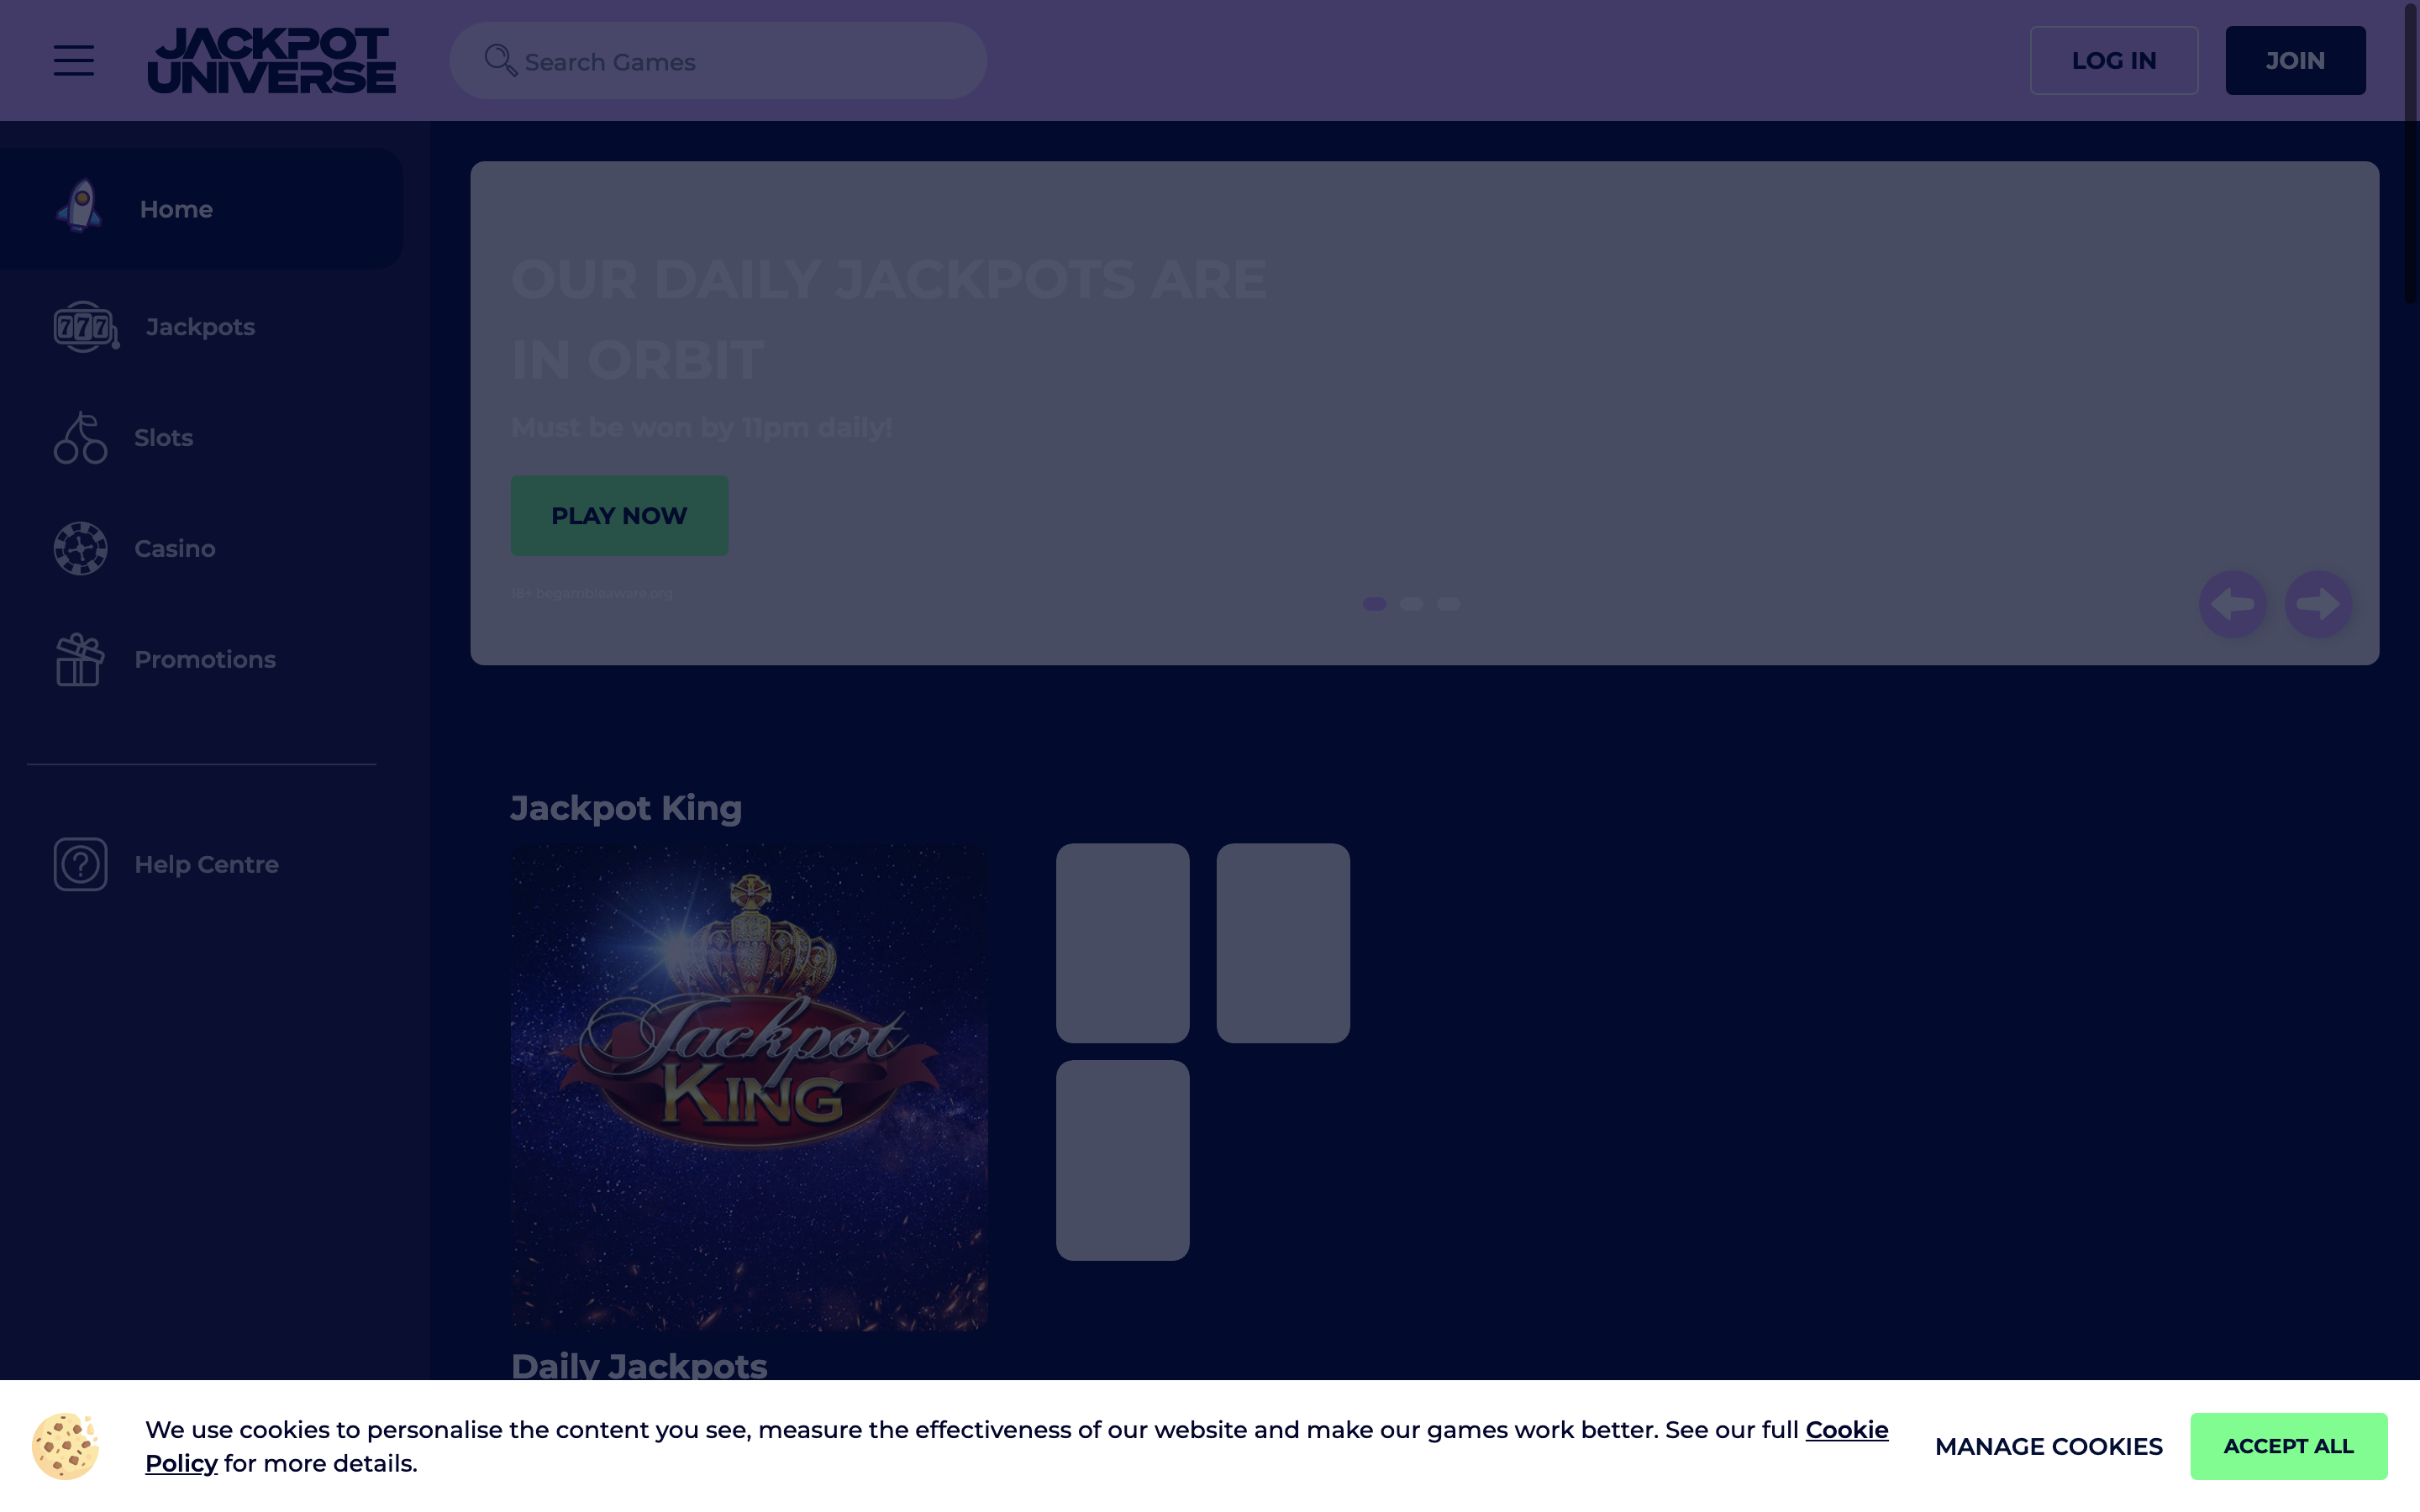 JACKPOT
UNIVERSE
Search Games
LOG IN
JOIN
Home
777
Jackpots
Slots
Casino
Promotions
Help Centre
OUR DAILY JACKPOTS ARE
IN ORBIT
Must be won by 11pm daily!
PLAY NOW
18+ begambleaware.org
Jackpot King
Jackpot
KING
Daily Jackpots
We use cookies to personalise the content you see, measure the effectiveness of our website and make our games work better. See our full Cookie
Policy for more details.
MANAGE COOKIES
ACCEPT ALL